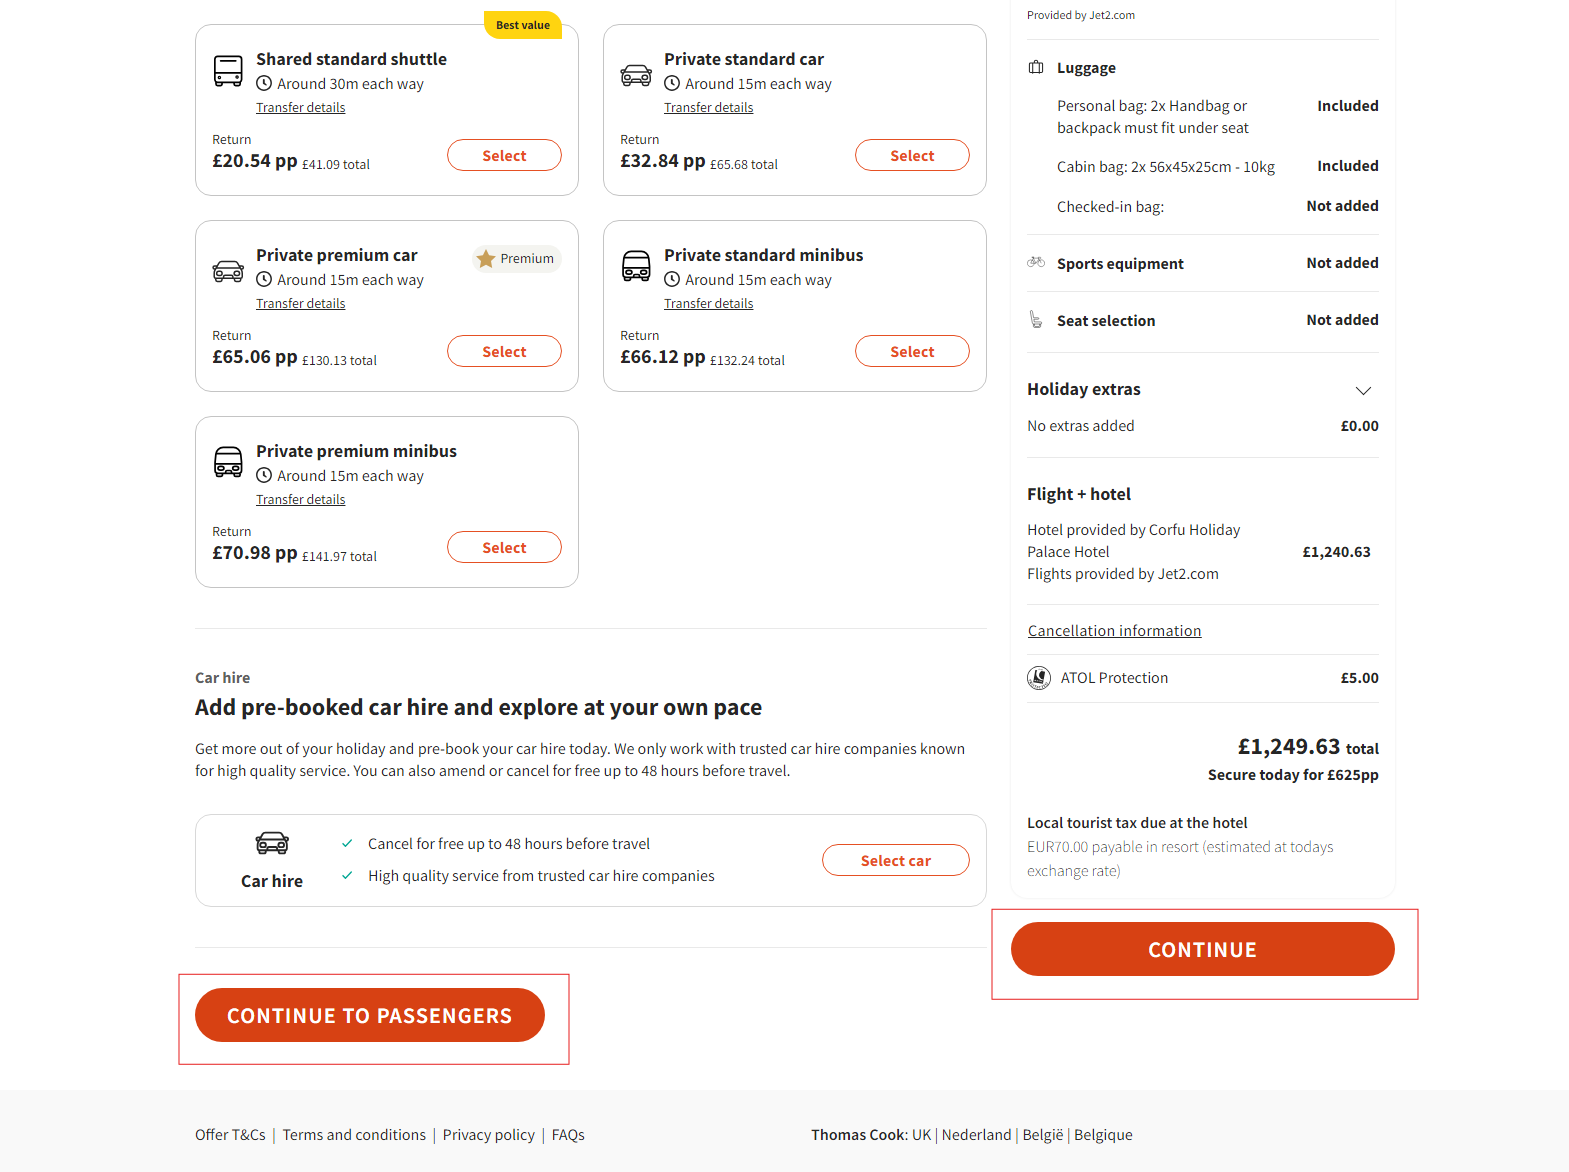 Best value
Shared standard shuttle
Around 30m each way
Transfer details
Return
£20.54 pp £41.09 total
Select
Private standard car
Around 15m each way
Transfer details
Return
£32.84 pp £65.68 total
Select
Private premium car
Premium
Around 15m each way
Transfer details
Return
£65.06 pp £130.13 total
Select
Private standard minibus
Around 15m each way
Transfer details
Return
£66.12 pp £132.24 total
Select
Private premium minibus
Around 15m each way
Transfer details
Return
£70.98 pp £141.97 total
Select
Car hire
Add pre-booked car hire and explore at your own pace
Get more out of your holiday and pre-book your car hire today. We only work with trusted car hire companies known
for high quality service. You can also amend or cancel for free up to 48 hours before travel.
Car hire
Cancel for free up to 48 hours before travel
High quality service from trusted car hire companies
Select car
CONTINUE TO PASSENGERS
Provided by Jet2.com
Luggage
Personal bag: 2x Handbag or Included
backpack must fit under seat
Cabin bag: 2x 56x45x25cm - 10kg Included
Checked-in bag: Not added
Sports equipment Not added
Seat selection Not added
Holiday extras
No extras added £0.00
Flight + hotel
Hotel provided by Corfu Holiday
Palace Hotel £1,240.63
Flights provided by Jet2.com
Cancellation information
ATOL Protection £5.00
£1,249.63 total
Secure today for £625pp
Local tourist tax due at the hotel
EUR70.00 payable in resort (estimated at todays
exchange rate)
CONTINUE
Offer T&Cs | Terms and conditions | Privacy policy | FAQs
Thomas Cook: UK | Nederland | België | Belgique